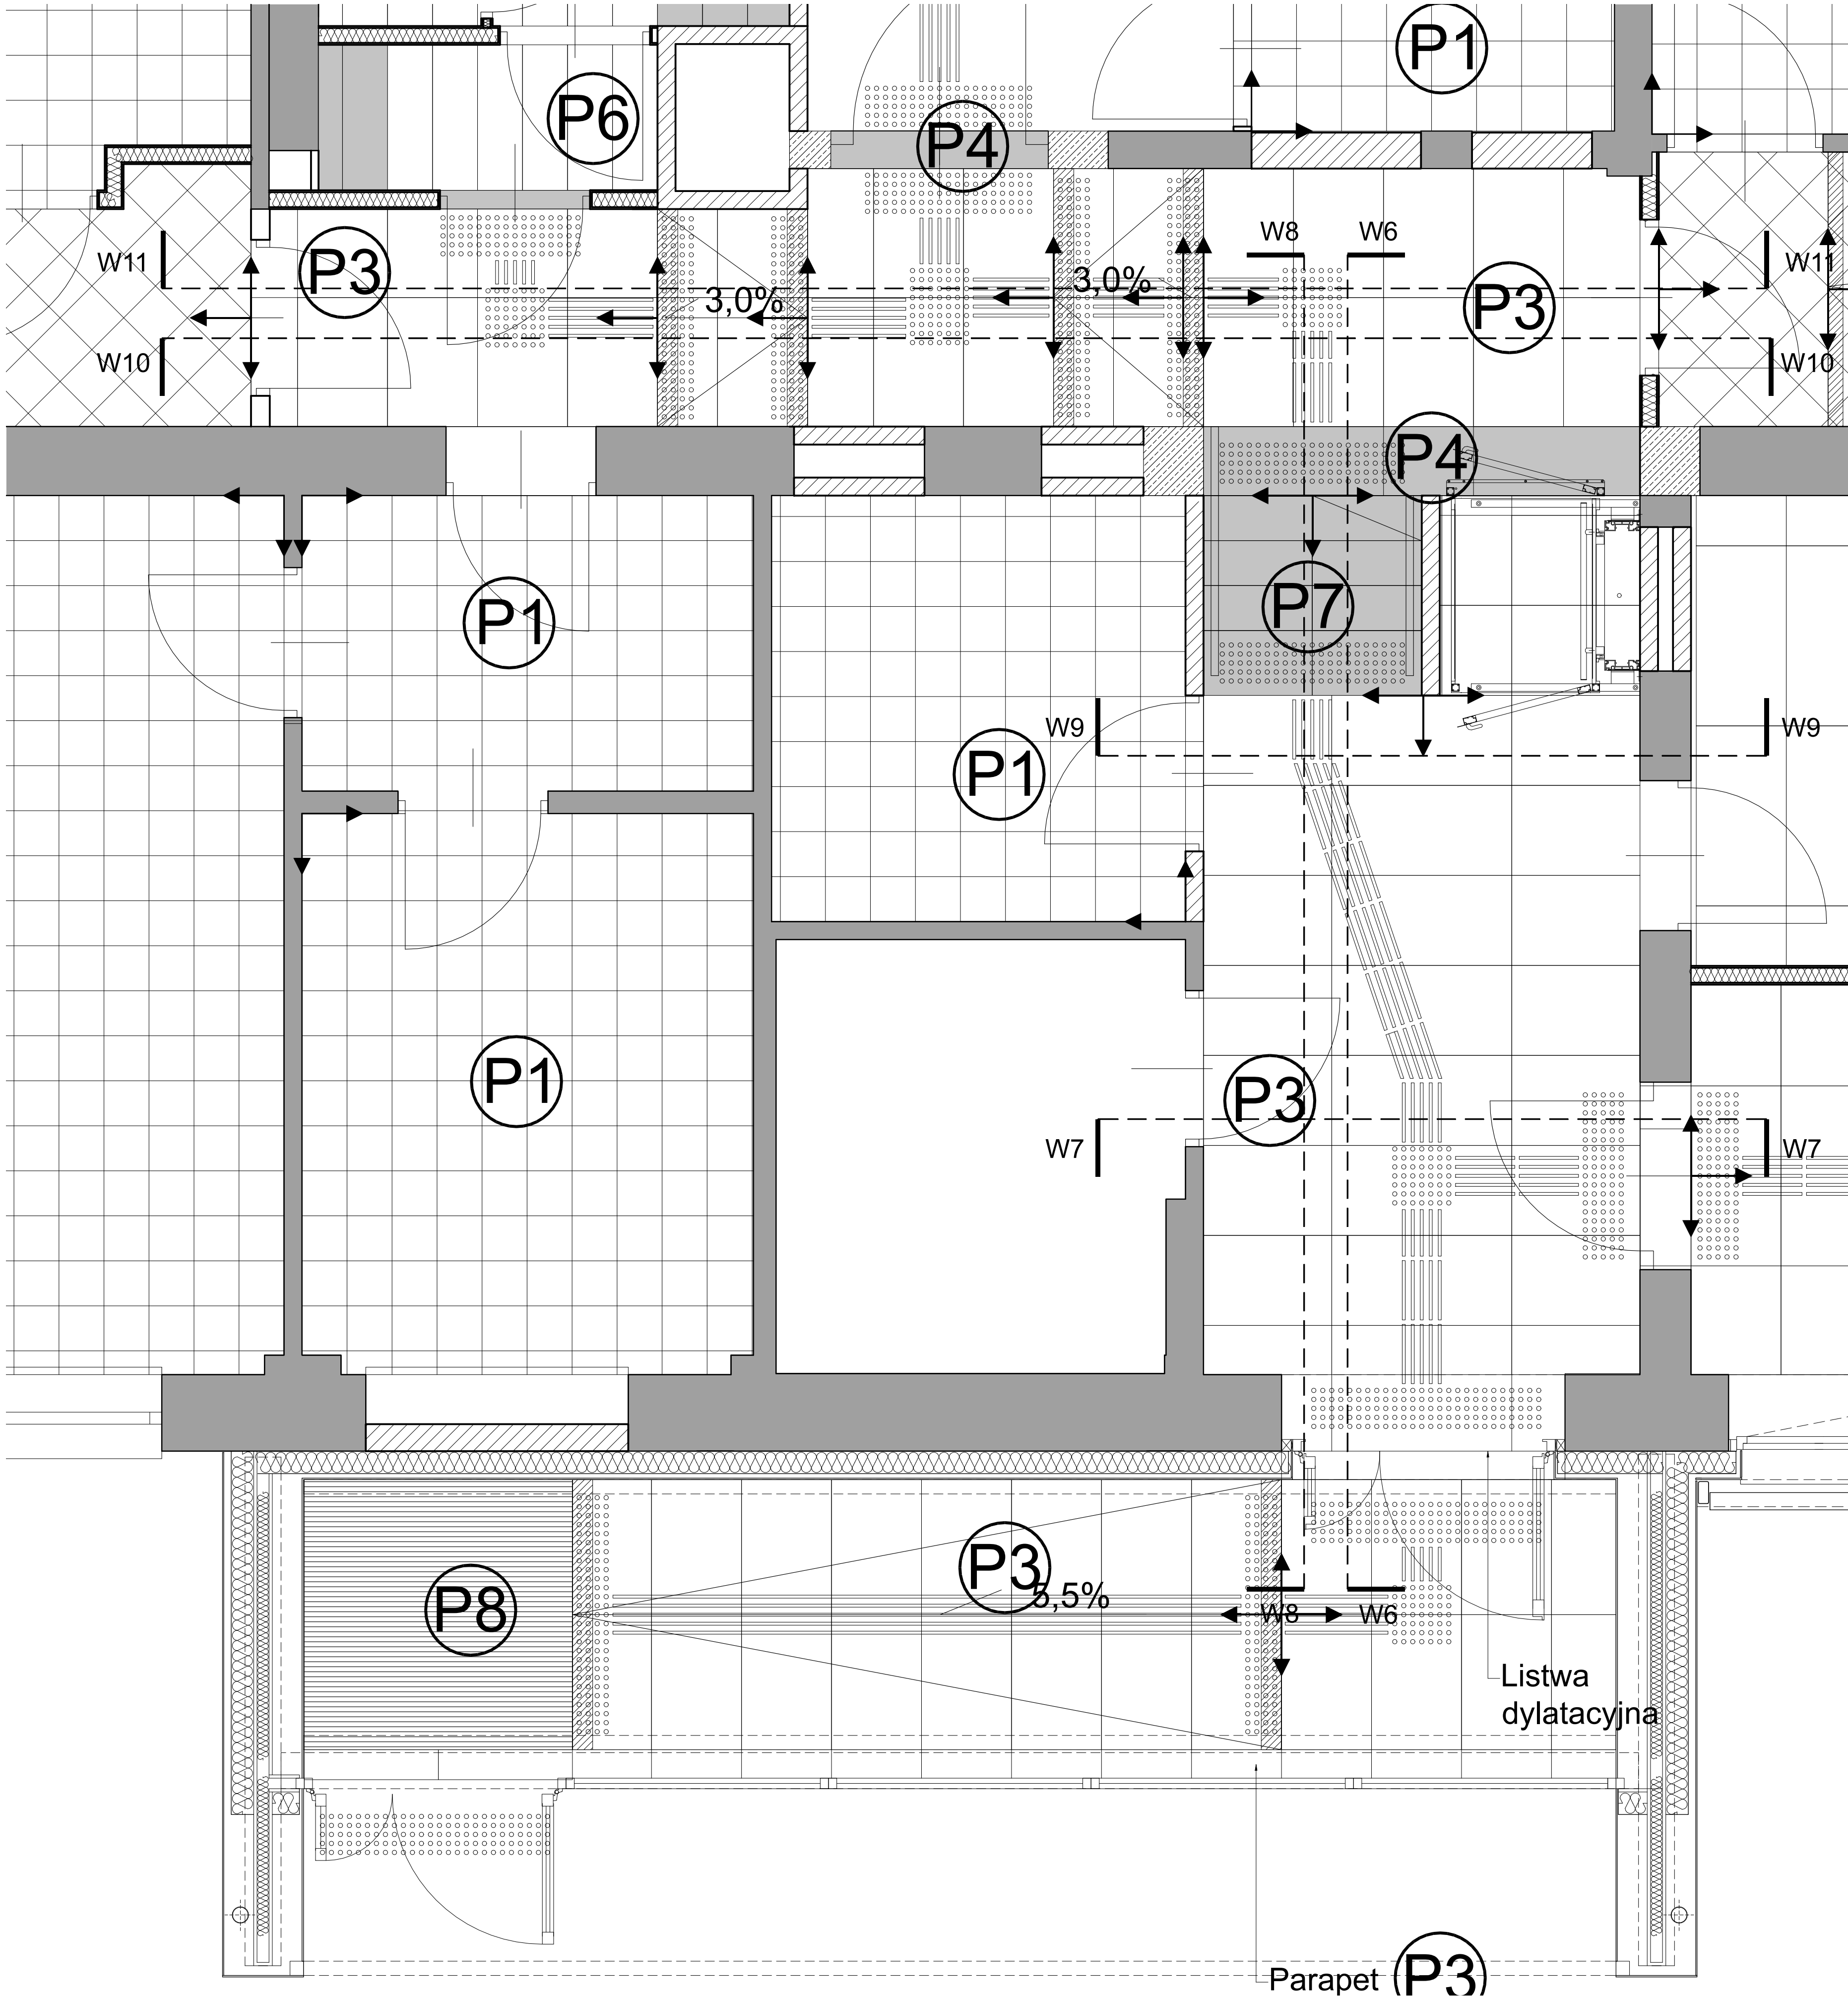 P1
P6
P4
W8
W6
W11
P3
3,0%
3,0%
P3
W11
W10
W10
P4
P1
P7
W9
P1
W9
P1
P3
W7
W7
P3
P8
5,5%
W8
W6
Listwa
dylatacyjna
Parapet P3